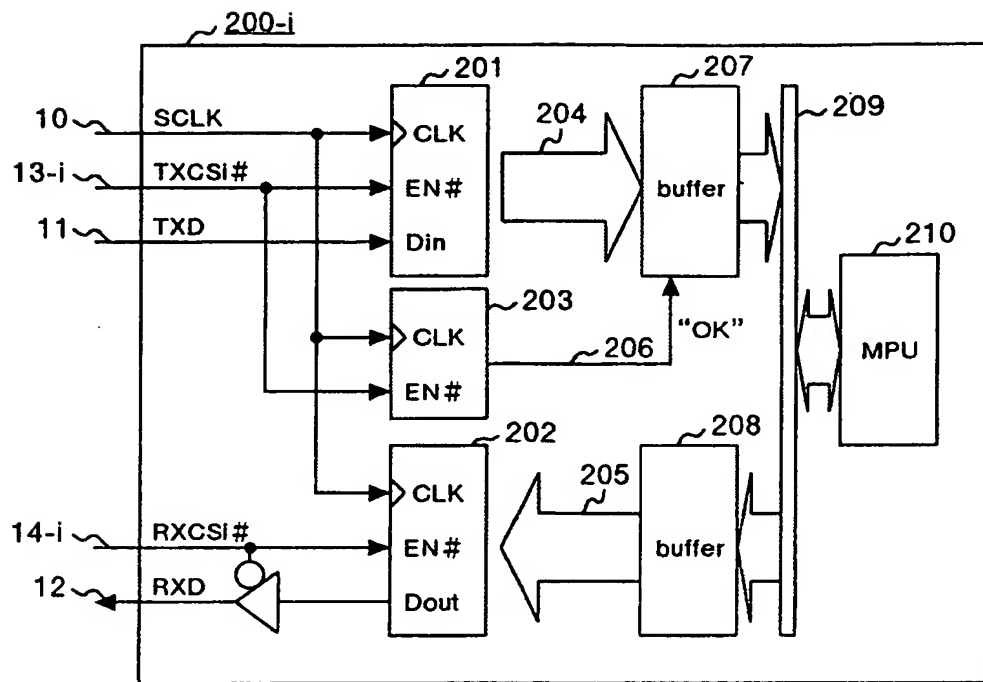 200-i
201
207
209
10
SCLK
CLK
204
13-i
TXCSi#
EN#
buffer
11
TXD
Din
210
203
CLK
"OK"
206
MPU
EN#
202
208
CLK
205
14-i
RXCSi#
EN#
buffer
12
RXD
Dout